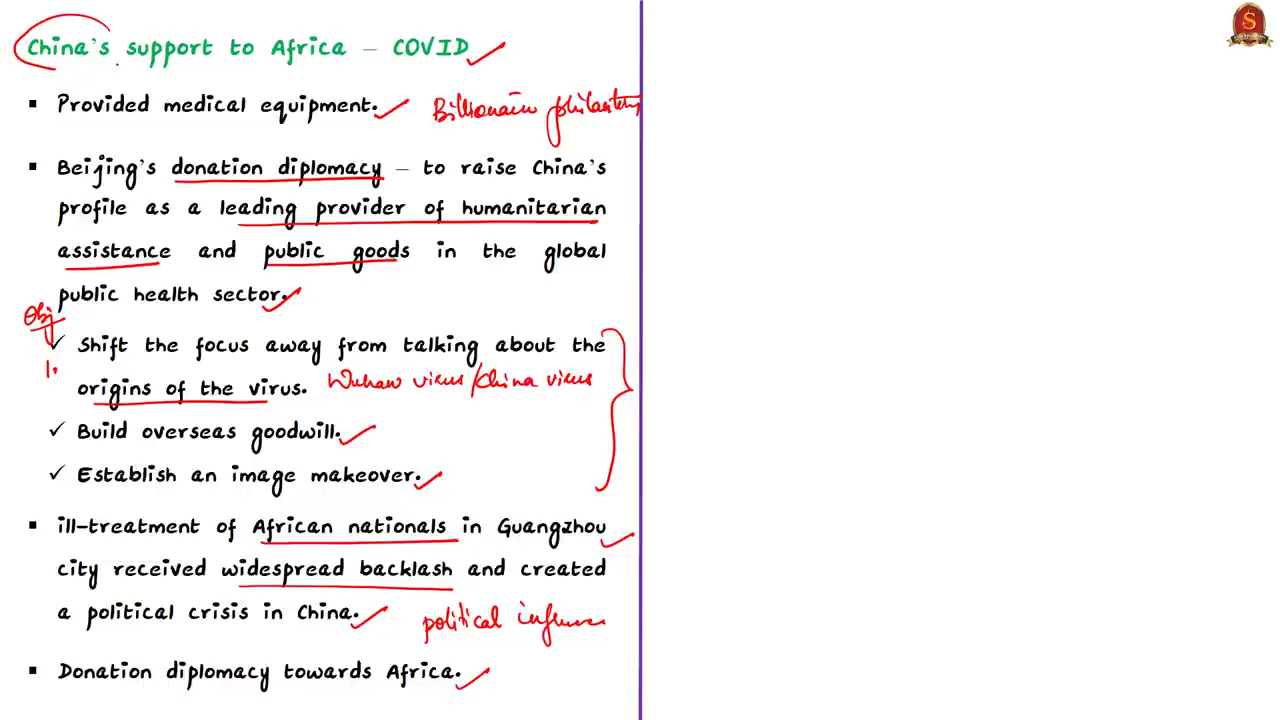 China's support to Africa – COVID
▪ Provided medical equipment. Billionaire
▪ Beijing's donation diplomacy – to raise China's
profile as a leading provider of humanitarian
assistance and public goods in the global
public health sector.
Obj
✓ Shift the focus away from talking about the
1.
origins of the virus. Wuhan virus/China virus
✓ Build overseas goodwill.
✓ Establish an image makeover.
▪ ill-treatment of African nationals in Guangzhou
city received widespread backlash and created
a political crisis in China. political
▪ Donation diplomacy towards Africa.
S